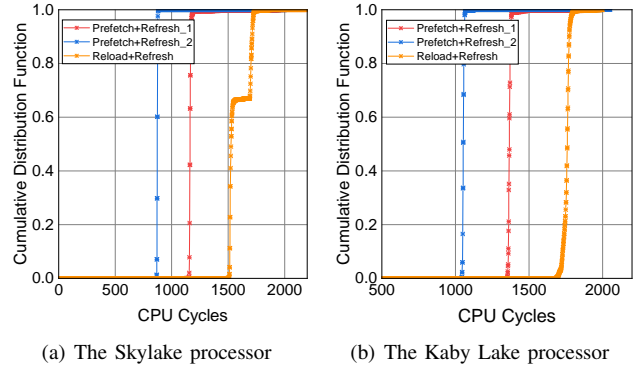 Cumulative Distribution Function
1.0
0.8
0.6
0.4
0.2
0.0
Prefetch+Refresh_1
Prefetch+Refresh_2
Reload+Refresh
0 500 1000 1500 2000
CPU Cycles
(a) The Skylake processor
Cumulative Distribution Function
1.0
0.8
0.6
0.4
0.2
0.0
Prefetch+Refresh_1
Prefetch+Refresh_2
Reload+Refresh
500 1000 1500 2000
CPU Cycles
(b) The Kaby Lake processor